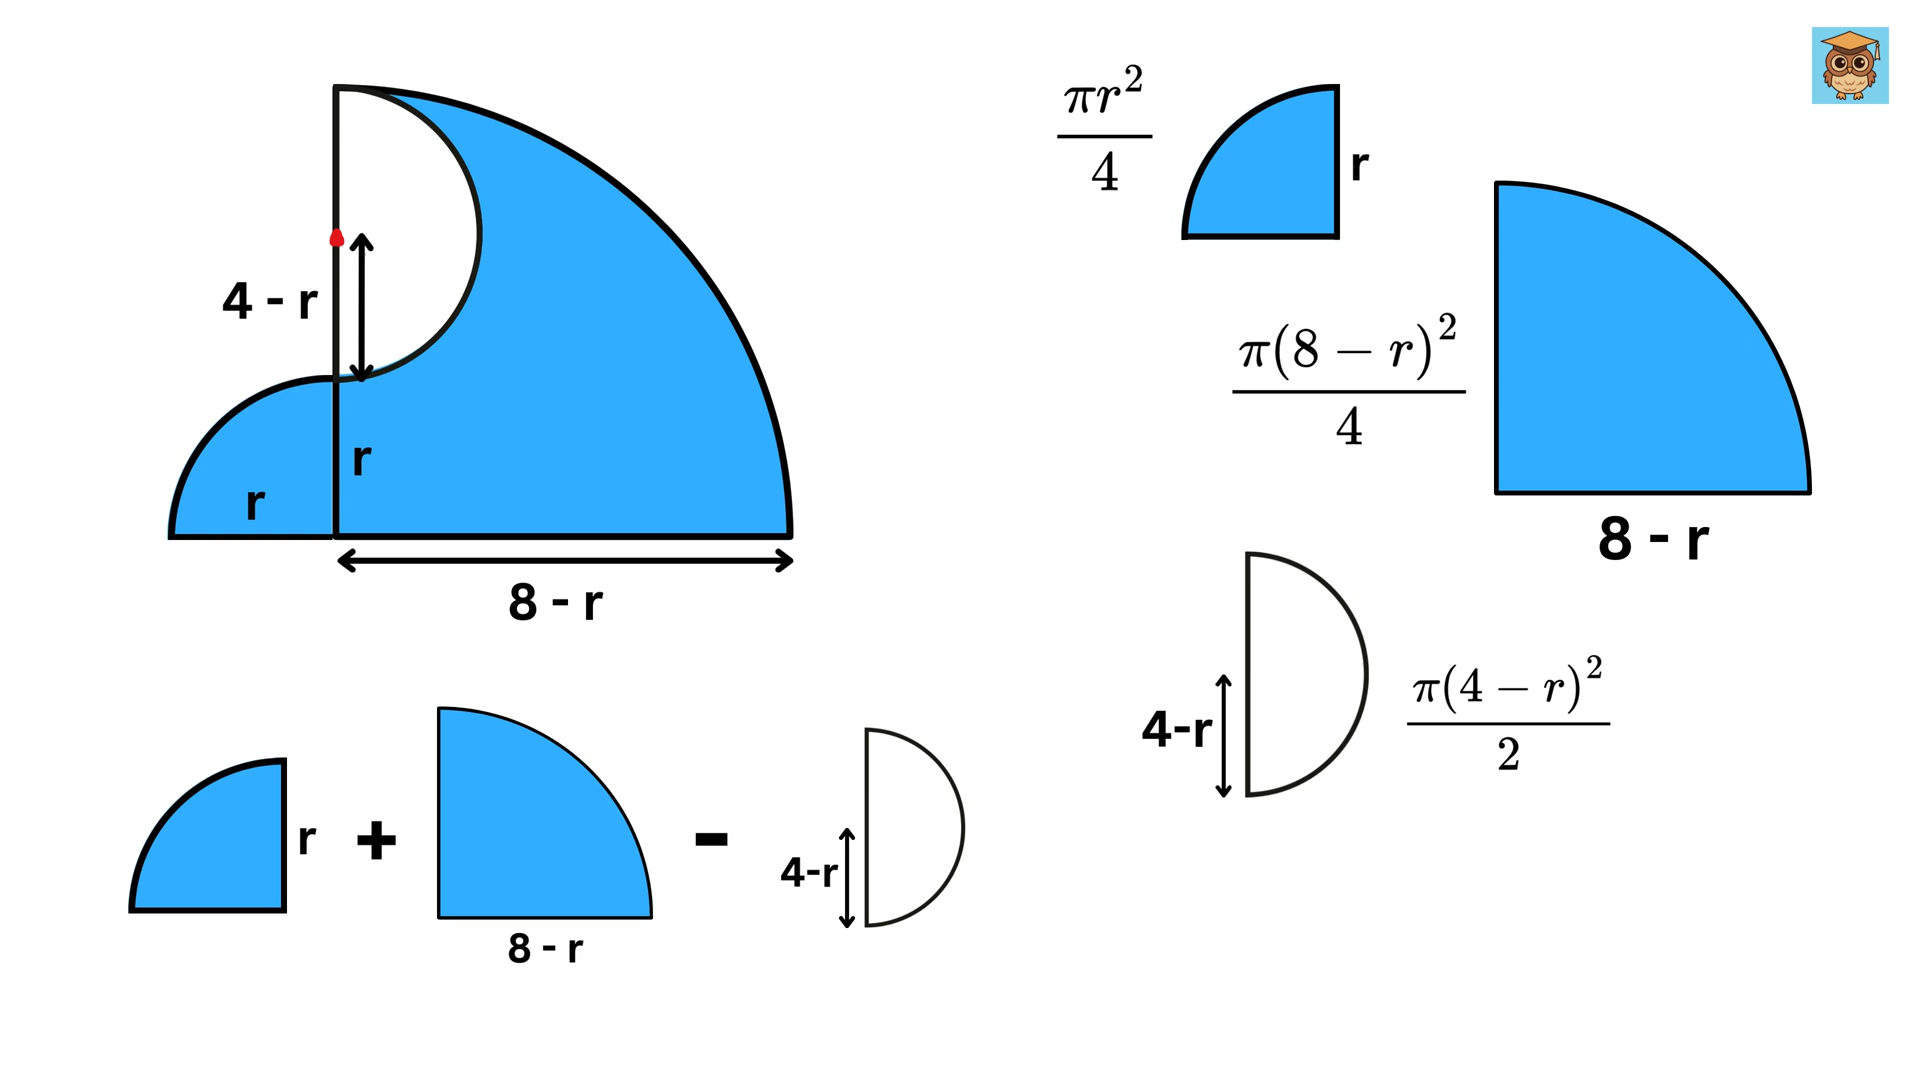 4 - r
r
r
8 - r
πr²/4
r
π(8 − r)²/4
8 - r
4-r
π(4 − r)²/2
r + 8 - r - 4-r